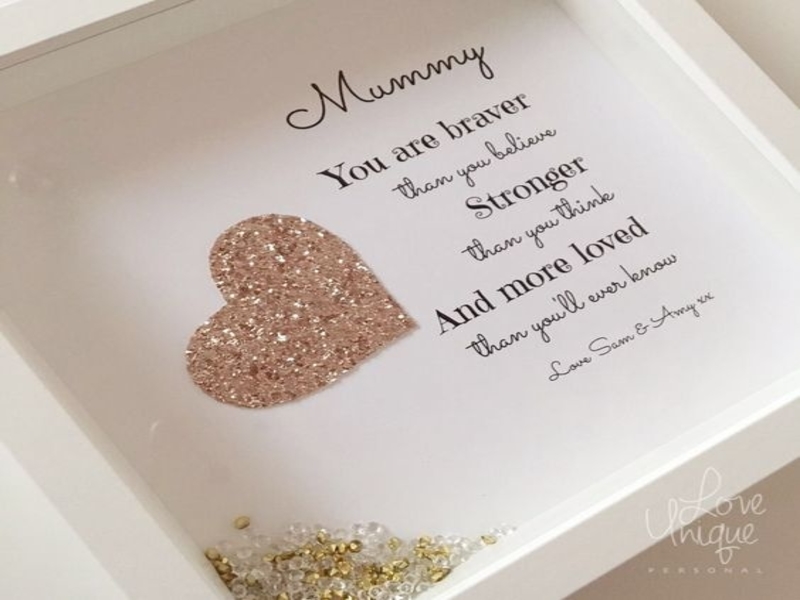 Mummy
You are braver
than you believe
Stronger
than you think
And more loved
than you'll ever know
Love Sam & Amy xx
Love
Unique
PERSONAL